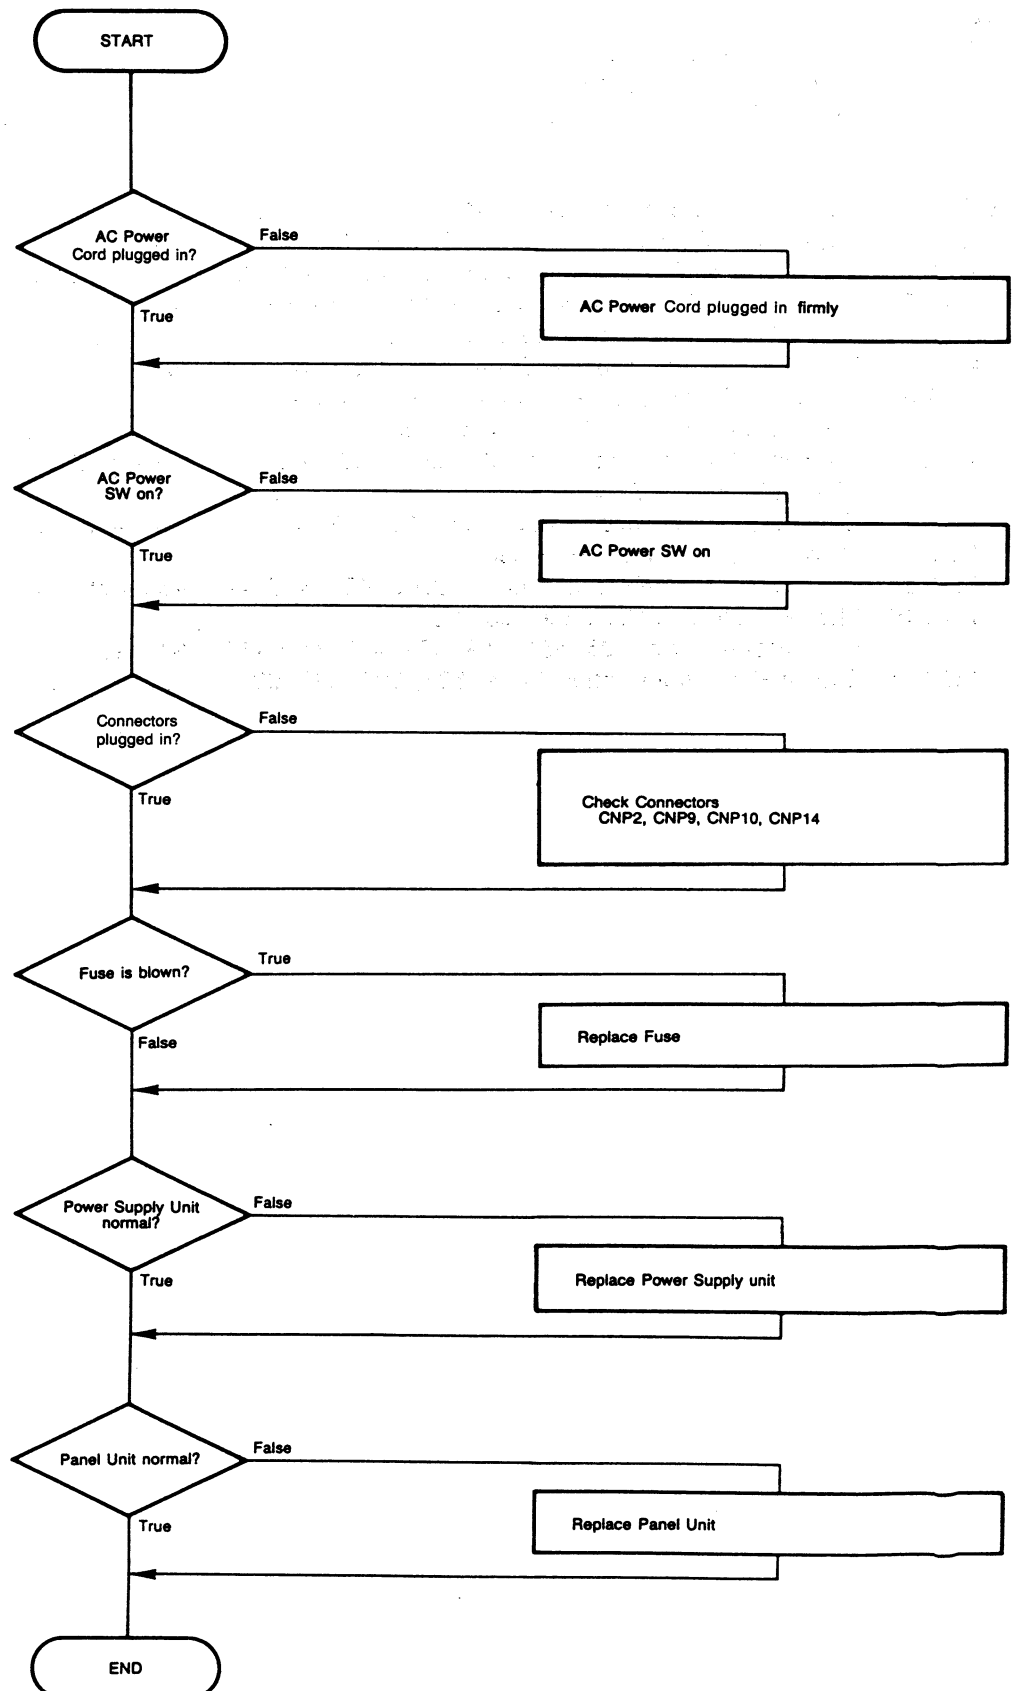 START
AC Power
Cord plugged in?
False
AC Power Cord plugged in firmly
True
AC Power
SW on?
False
AC Power SW on
True
Connectors
plugged in?
False
Check Connectors
CNP2, CNP9, CNP10, CNP14
True
Fuse is blown?
True
Replace Fuse
False
Power Supply Unit
normal?
False
Replace Power Supply unit
True
Panel Unit normal?
False
Replace Panel Unit
True
END